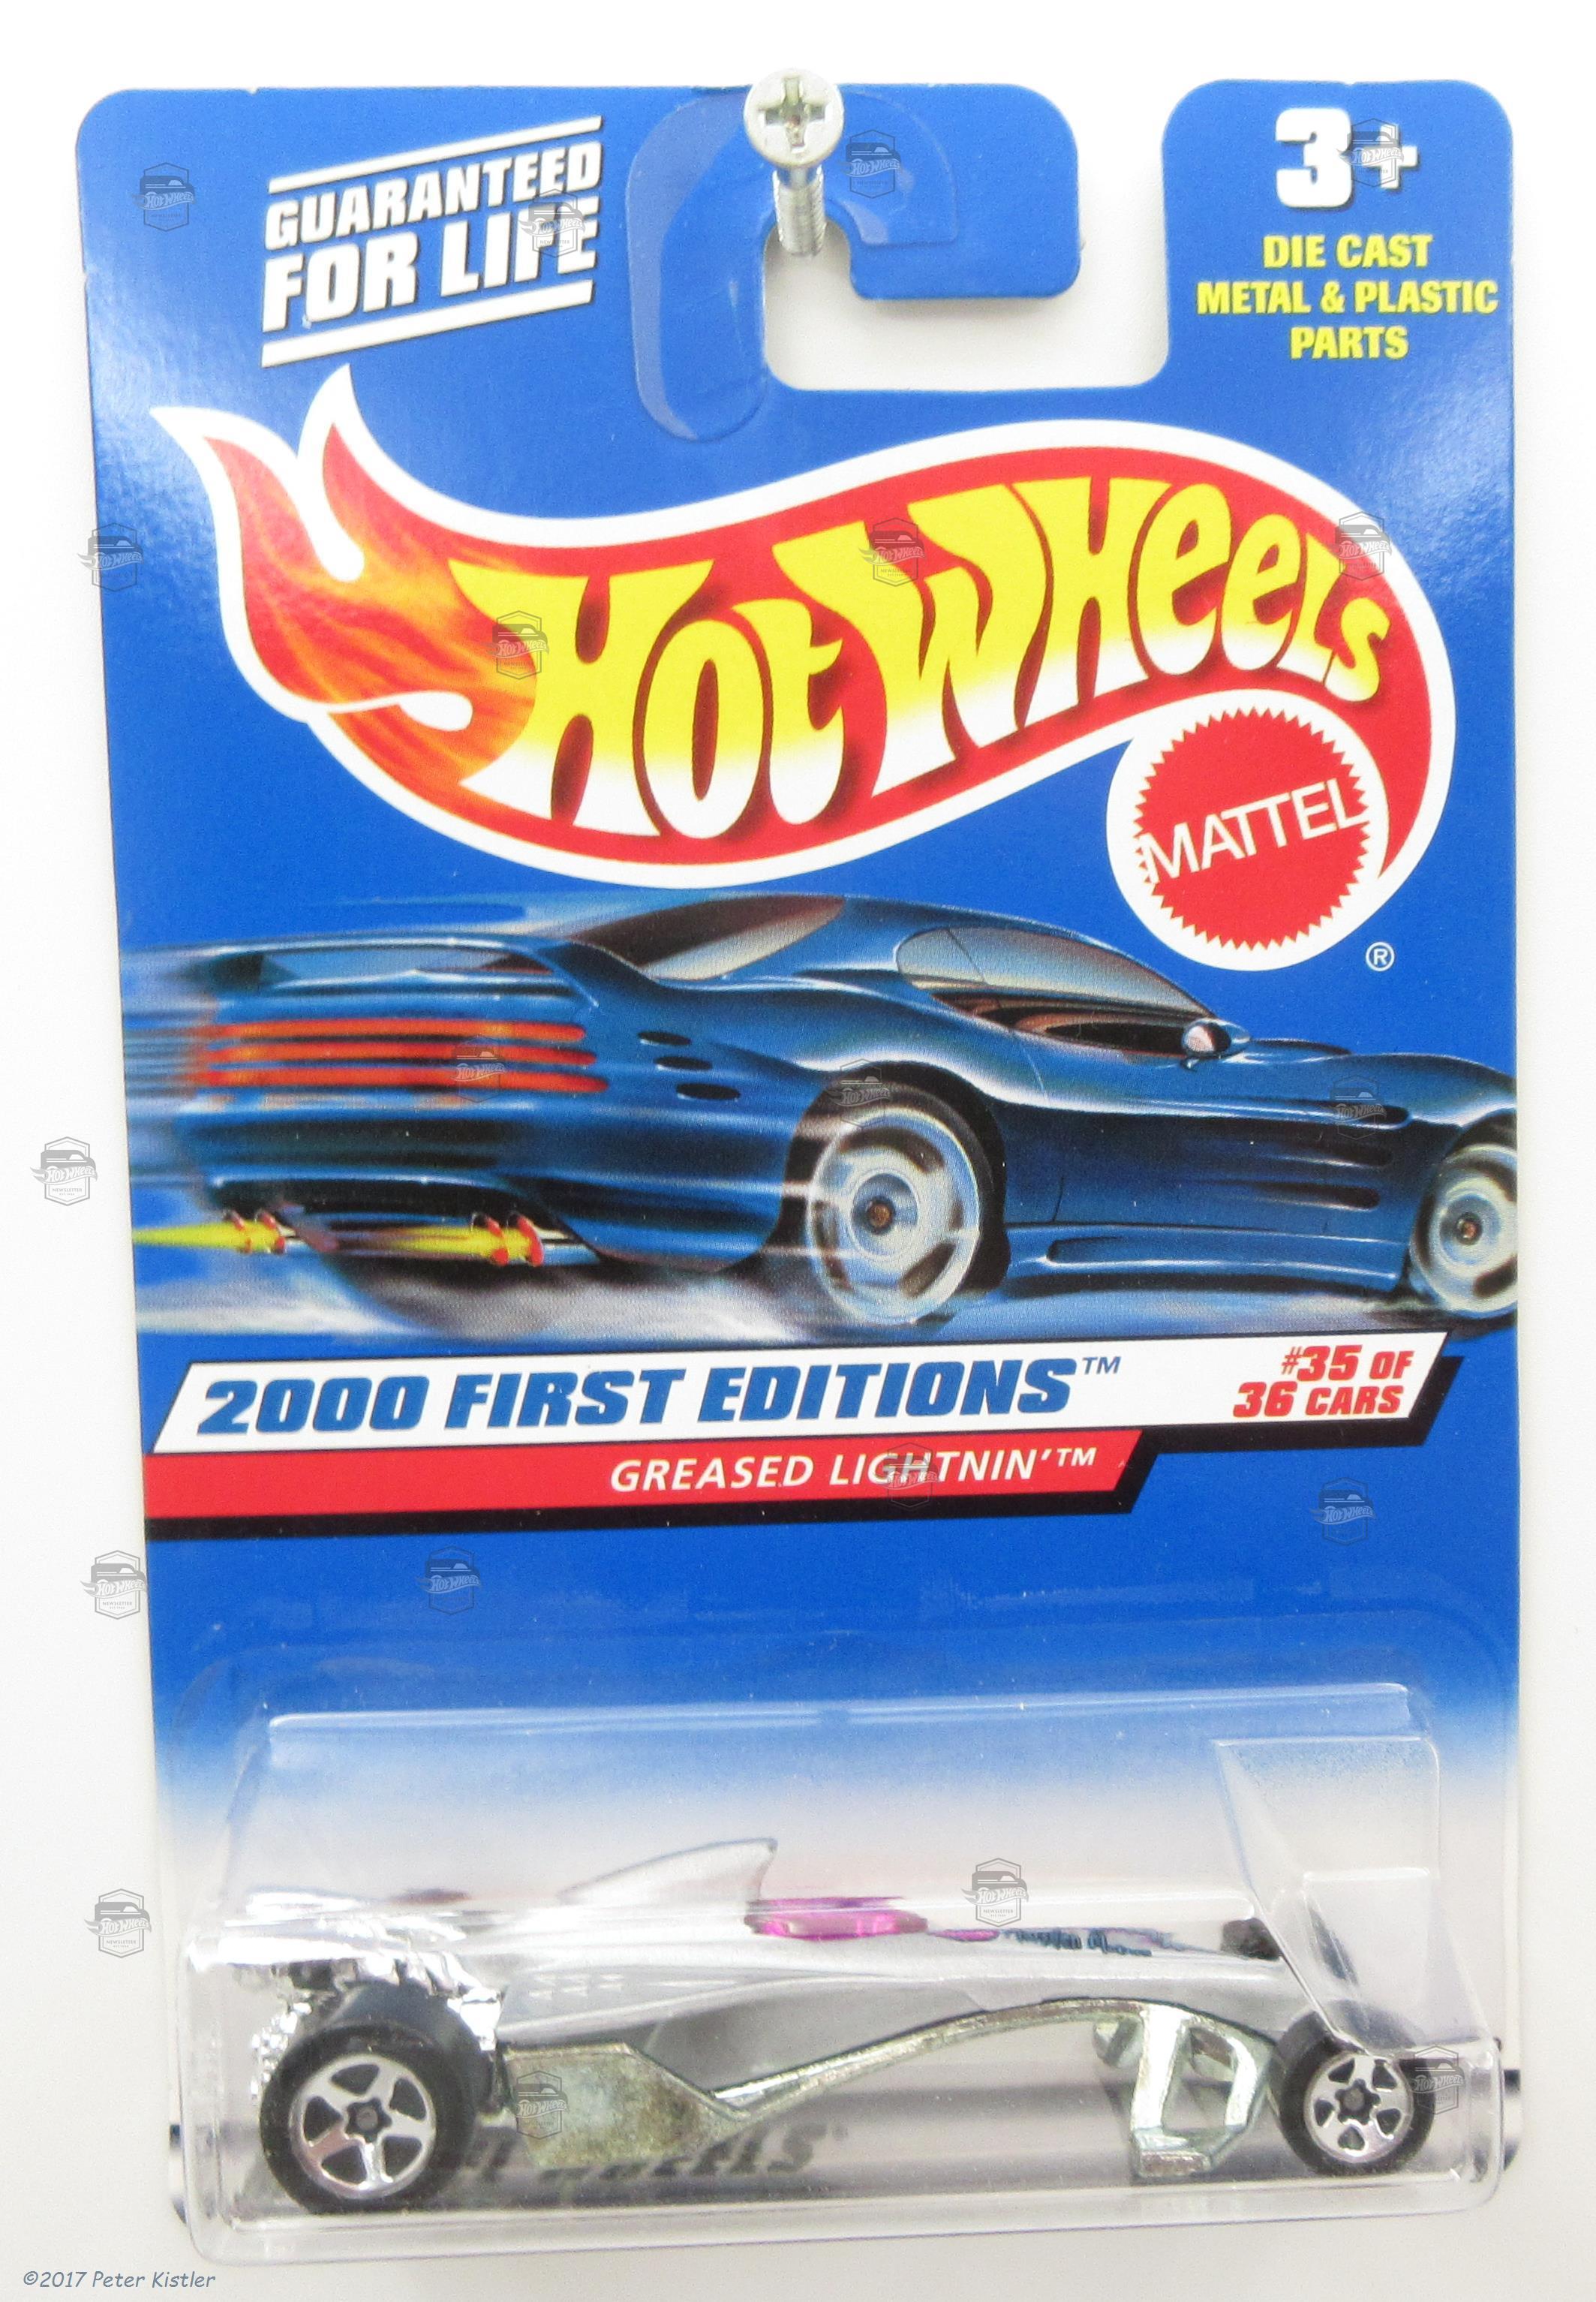 GUARANTEED
FOR LIFE
3+
DIE CAST
METAL & PLASTIC
PARTS
HOT WHEELS
MATTEL
®
2000 FIRST EDITIONS™
#35 OF
36 CARS
GREASED LIGHTNIN'™
©2017 Peter Kistler